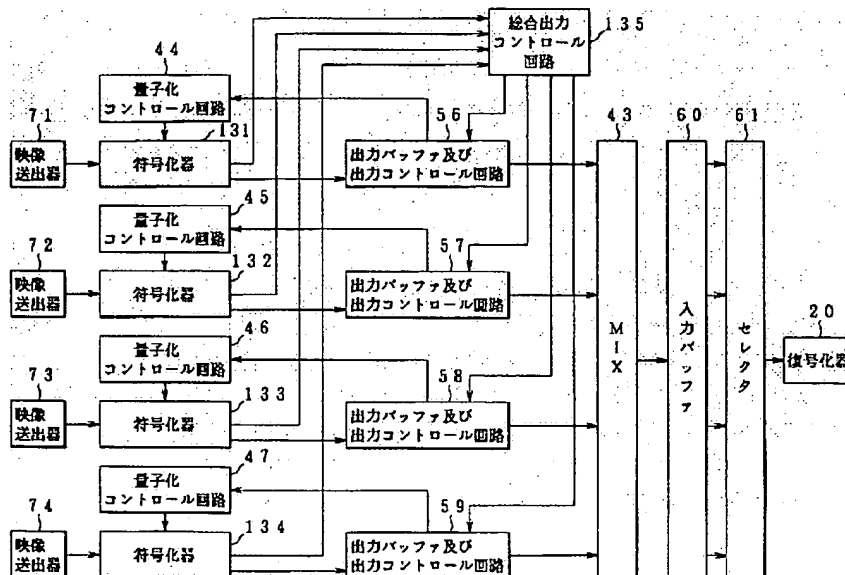 総合出力
コントロール
回路
135
44
量子化
コントロール回路
71
131
映像
送出器
符号化器
56
出力バッファ及び
出力コントロール回路
43
60
61
45
量子化
コントロール回路
72
132
映像
送出器
符号化器
57
出力バッファ及び
出力コントロール回路
46
量子化
コントロール回路
73
133
映像
送出器
符号化器
58
出力バッファ及び
出力コントロール回路
MIX
入力バッファ
セレクタ
20
復号化器
47
量子化
コントロール回路
74
134
映像
送出器
符号化器
59
出力バッファ及び
出力コントロール回路